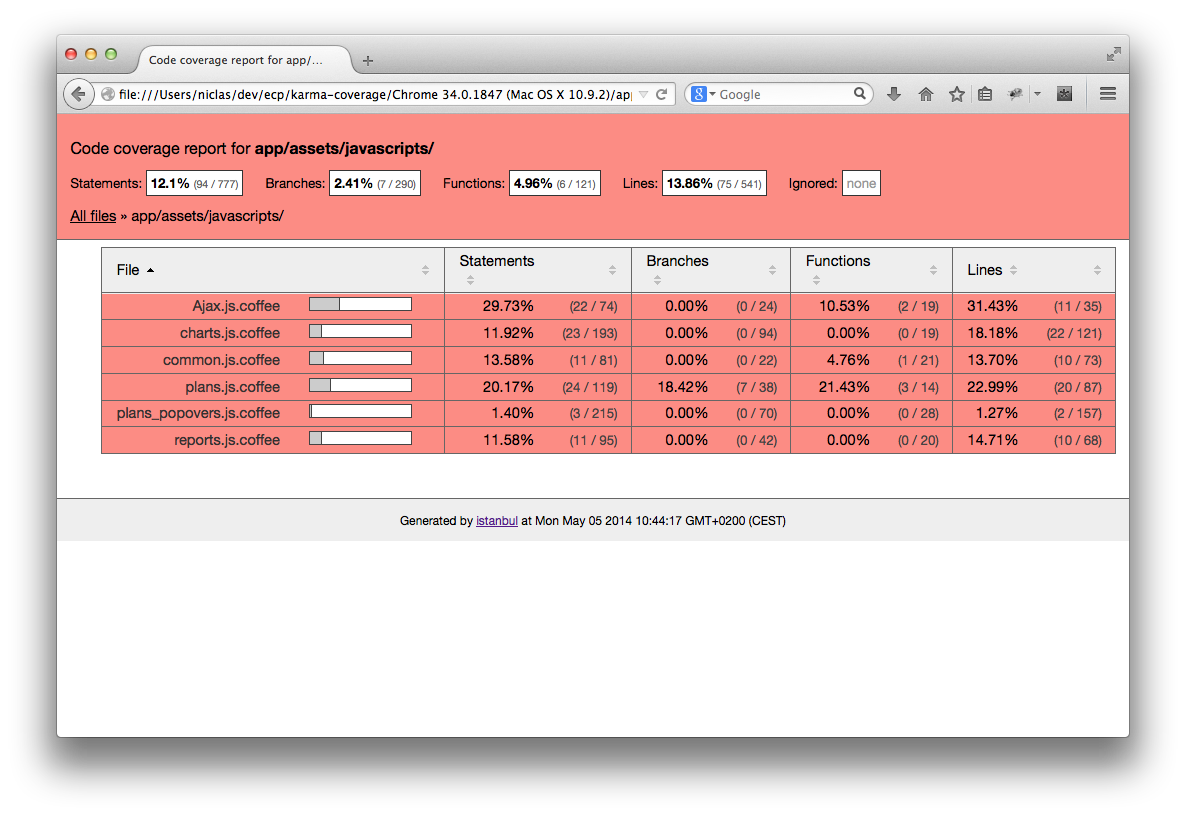 Code coverage report for app/...
file:///Users/niclas/dev/ecp/karma-coverage/Chrome 34.0.1847 (Mac OS X 10.9.2)/app
Google
Code coverage report for app/assets/javascripts/
Statements: 12.1% (94 / 777) Branches: 2.41% (7 / 290) Functions: 4.96% (6 / 121) Lines: 13.86% (75 / 541) Ignored: none
All files » app/assets/javascripts/
File Statements Branches Functions Lines
Ajax.js.coffee 29.73% (22 / 74) 0.00% (0 / 24) 10.53% (2 / 19) 31.43% (11 / 35)
charts.js.coffee 11.92% (23 / 193) 0.00% (0 / 94) 0.00% (0 / 19) 18.18% (22 / 121)
common.js.coffee 13.58% (11 / 81) 0.00% (0 / 22) 4.76% (1 / 21) 13.70% (10 / 73)
plans.js.coffee 20.17% (24 / 119) 18.42% (7 / 38) 21.43% (3 / 14) 22.99% (20 / 87)
plans_popovers.js.coffee 1.40% (3 / 215) 0.00% (0 / 70) 0.00% (0 / 28) 1.27% (2 / 157)
reports.js.coffee 11.58% (11 / 95) 0.00% (0 / 42) 0.00% (0 / 20) 14.71% (10 / 68)
Generated by istanbul at Mon May 05 2014 10:44:17 GMT+0200 (CEST)